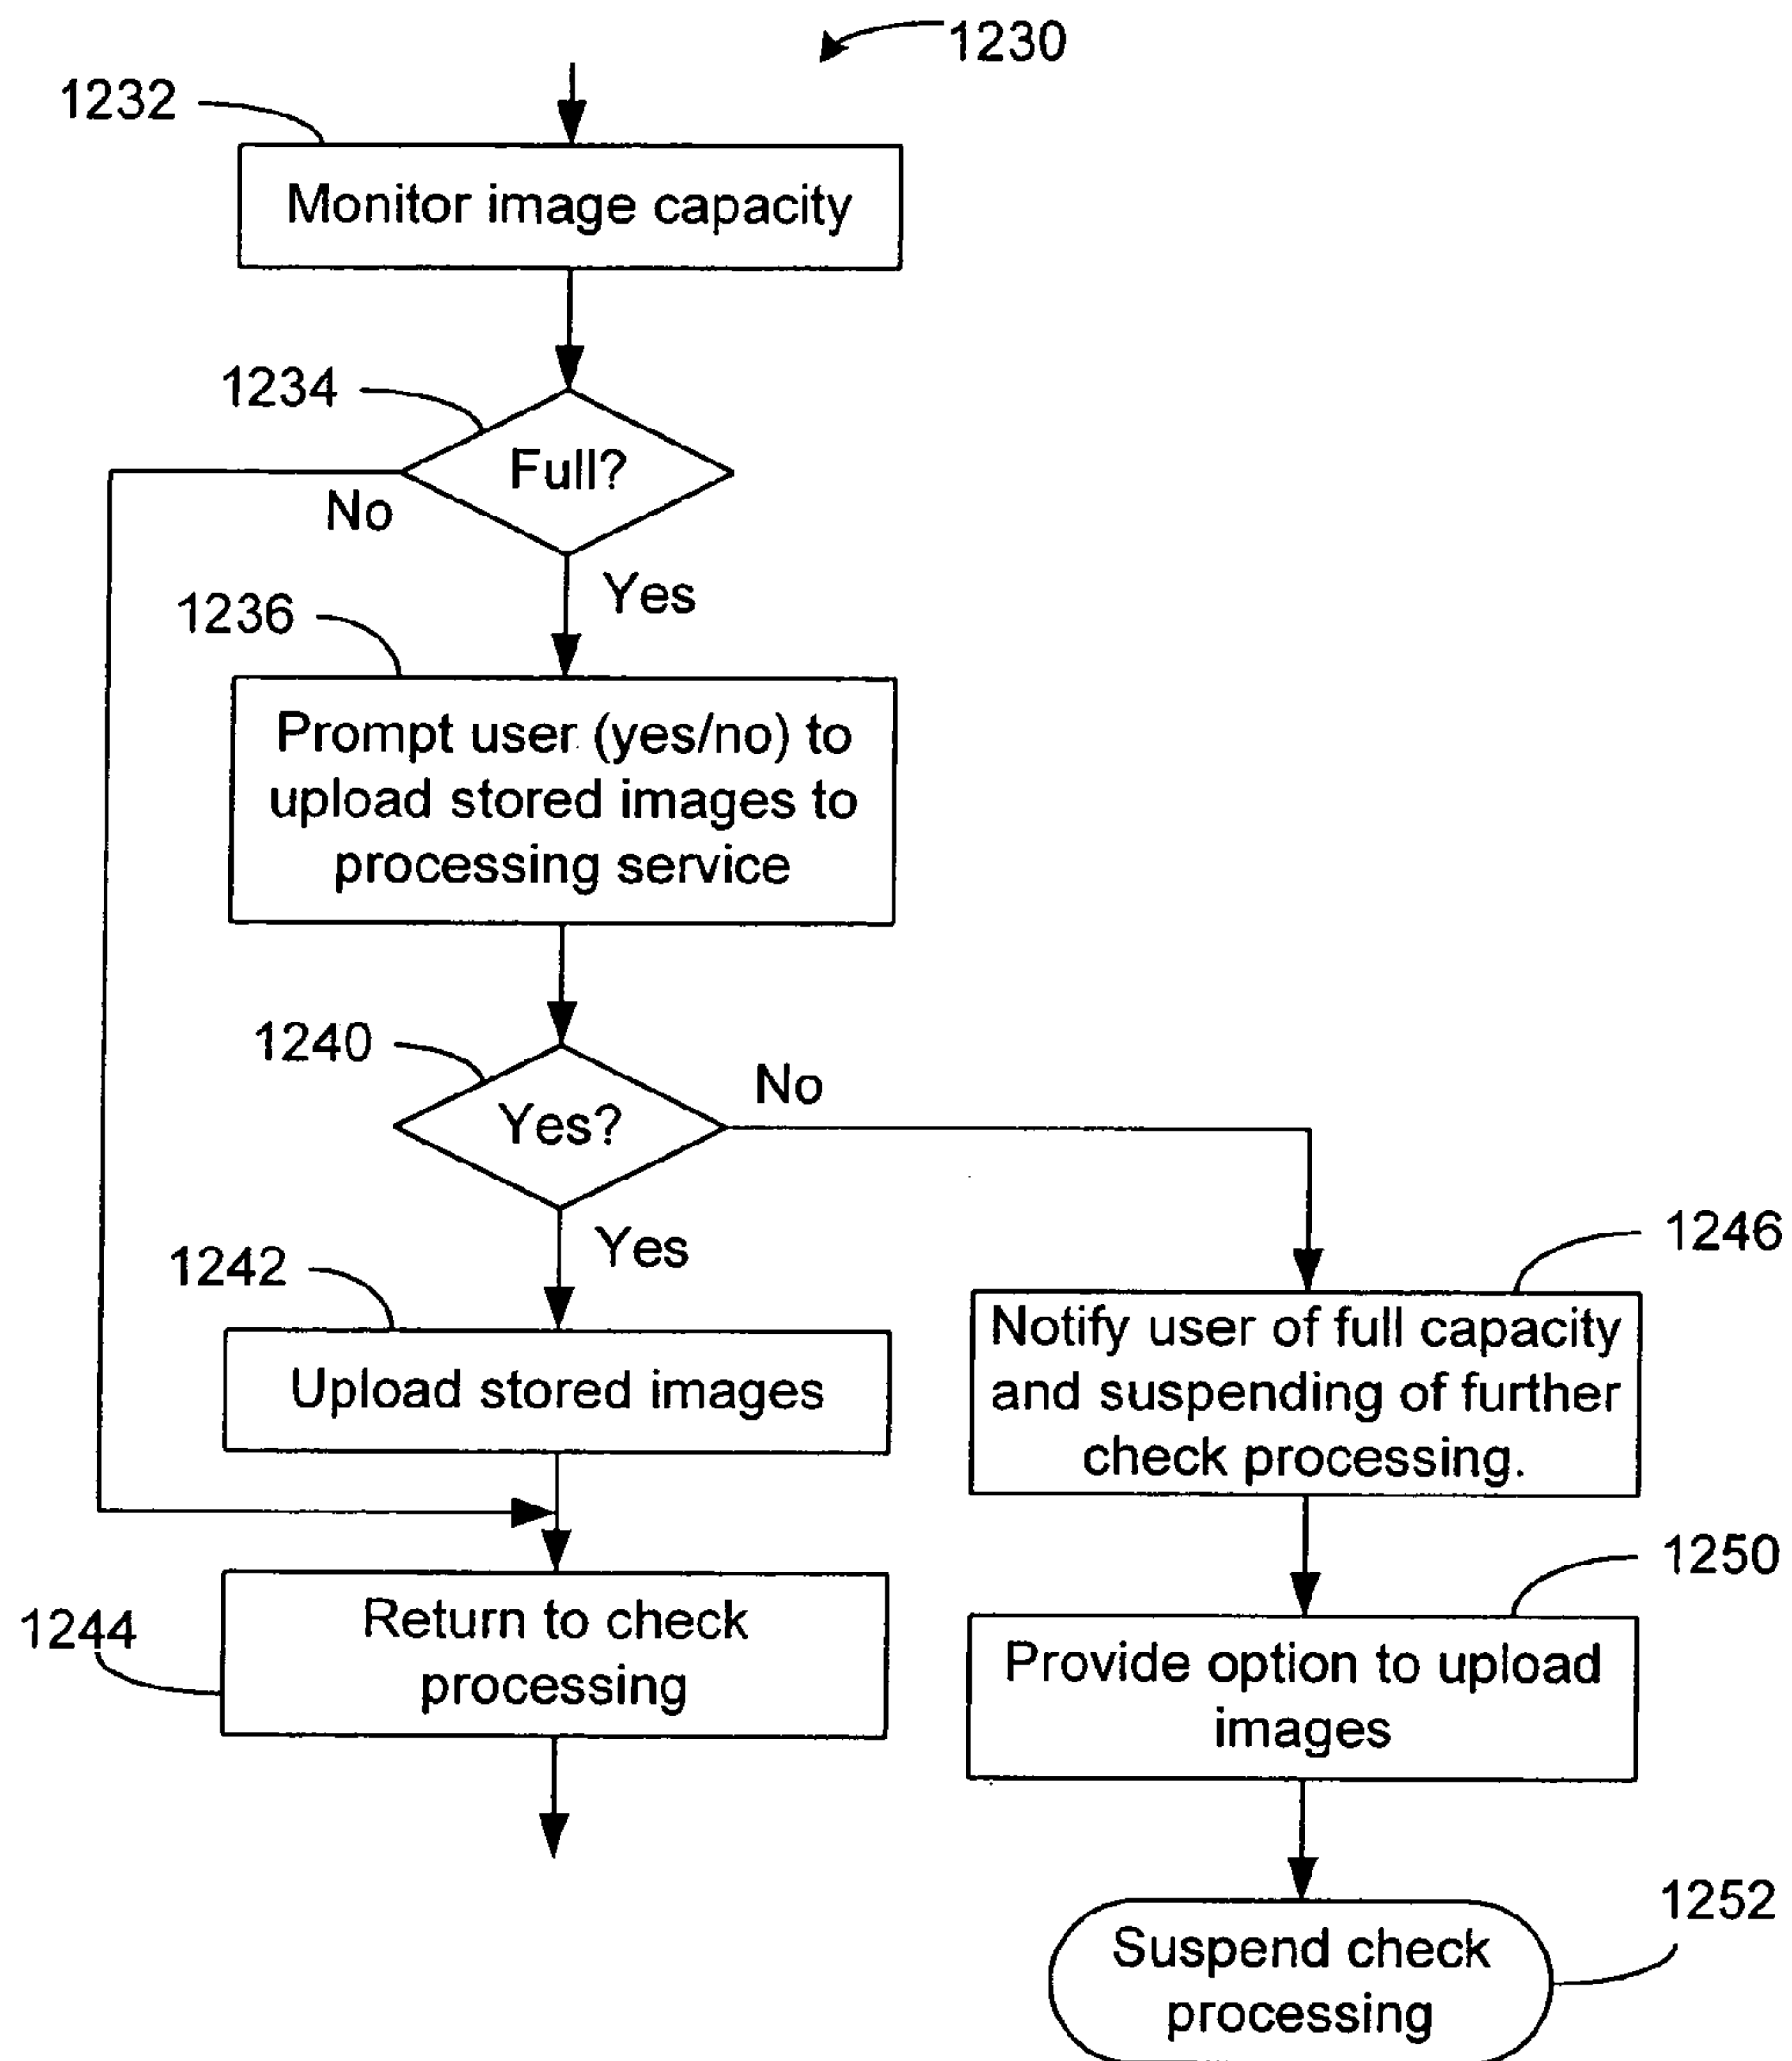 1230
1232
Monitor image capacity
1234
Full?
No
Yes
1236
Prompt user (yes/no) to
upload stored images to
processing service
1240
Yes?
No
Yes
1242
Upload stored images
1246
Notify user of full capacity
and suspending of further
check processing.
1244
Return to check
processing
1250
Provide option to upload
images
1252
Suspend check
processing